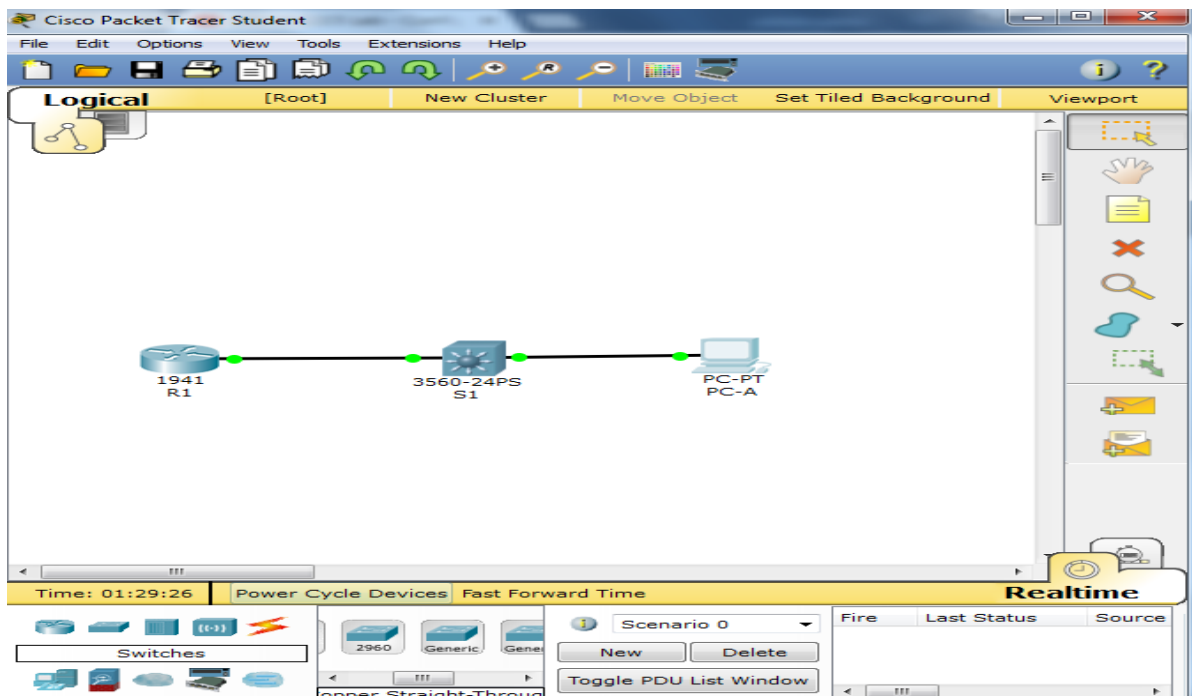 Cisco Packet Tracer Student
File Edit Options View Tools Extensions Help
Logical [Root] New Cluster Move Object Set Tiled Background Viewport
1941
R1
3560-24PS
S1
PC-PT
PC-A
Time: 01:29:26 Power Cycle Devices Fast Forward Time Realtime
Switches
2960 Generic
Scenario 0
New Delete
Toggle PDU List Window
Fire Last Status Source